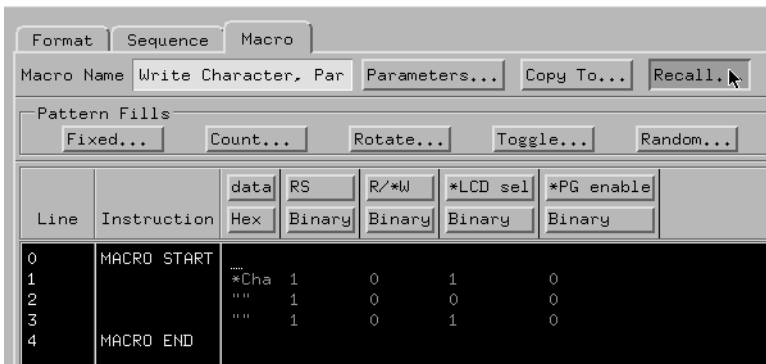 Format Sequence Macro
Macro Name Write Character, Par Parameters... Copy To... Recall..
Pattern Fills
Fixed... Count... Rotate... Toggle... Random...
data RS R/*W *LCD sel *PG enable
Line Instruction Hex Binary Binary Binary Binary
0 MACRO START
1 *Cha 1 0 1 0
2 "" 1 0 0 0
3 "" 1 0 1 0
4 MACRO END